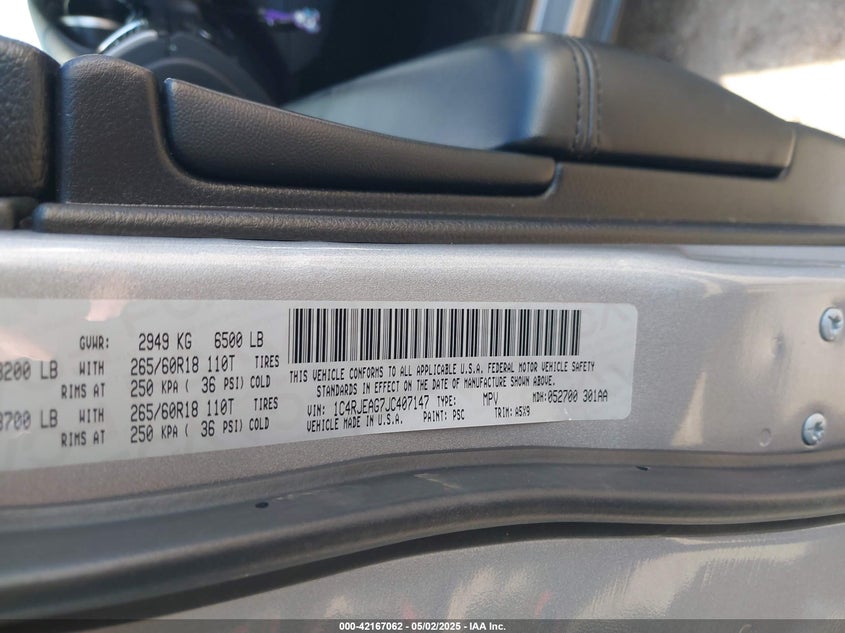 GVWR: 2949 KG 6500 LB
3200 LB WITH 265/60R18 110T TIRES
RIMS AT 250 KPA ( 36 PSI) COLD
3700 LB WITH 265/60R18 110T TIRES
RIMS AT 250 KPA ( 36 PSI) COLD
THIS VEHICLE CONFORMS TO ALL APPLICABLE U.S.A. FEDERAL MOTOR VEHICLE SAFETY
STANDARDS IN EFFECT ON THE DATE OF MANUFACTURE SHOWN ABOVE.
VIN: 1C4RJEAG7JC407147 TYPE: MPV MDH: 052700 301AA
VEHICLE MADE IN U.S.A. PAINT: PSC TRIM: A5X9
000-42167062 - 05/02/2025 - IAA Inc.